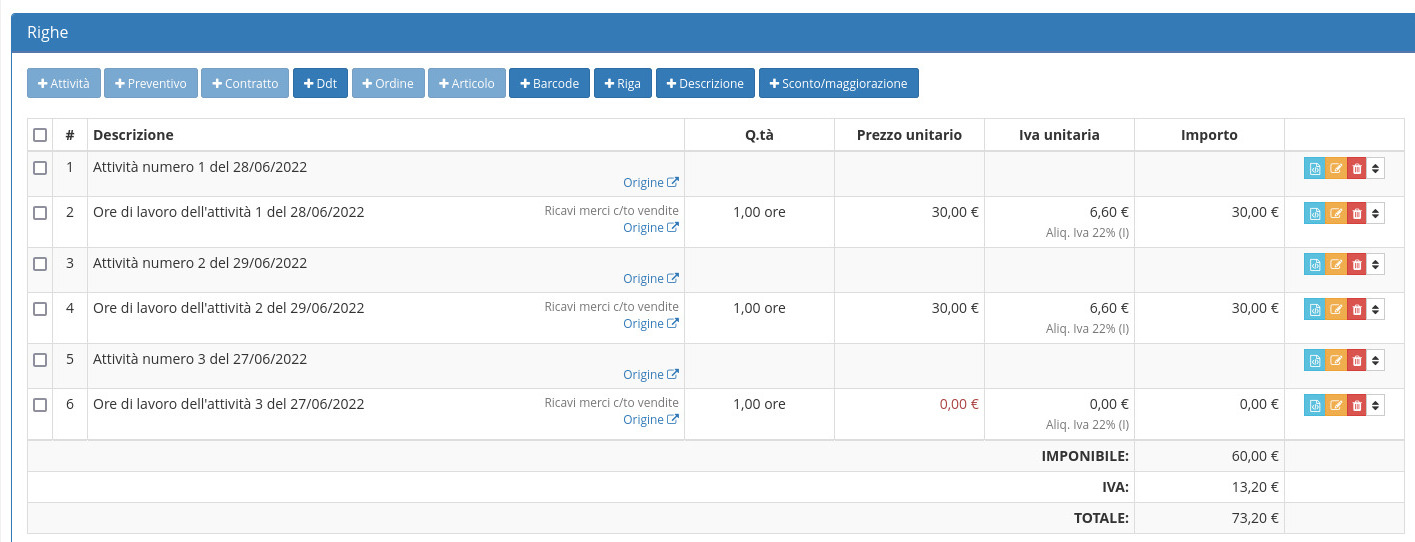 Righe
Attività Preventivo Contratto Ddt Ordine Articolo Barcode Riga Descrizione Sconto/maggiorazione
# Descrizione Q.tà Prezzo unitario Iva unitaria Importo
1 Attività numero 1 del 28/06/2022
Origine
2 Ore di lavoro dell'attività 1 del 28/06/2022 Ricavi merci c/to vendite 1,00 ore 30,00 € 6,60 € 30,00 €
Origine Aliq. Iva 22% (I)
3 Attività numero 2 del 29/06/2022
Origine
4 Ore di lavoro dell'attività 2 del 29/06/2022 Ricavi merci c/to vendite 1,00 ore 30,00 € 6,60 € 30,00 €
Origine Aliq. Iva 22% (I)
5 Attività numero 3 del 27/06/2022
Origine
6 Ore di lavoro dell'attività 3 del 27/06/2022 Ricavi merci c/to vendite 1,00 ore 0,00 € 0,00 € 0,00 €
Origine Aliq. Iva 22% (I)
IMPONIBILE: 60,00 €
IVA: 13,20 €
TOTALE: 73,20 €